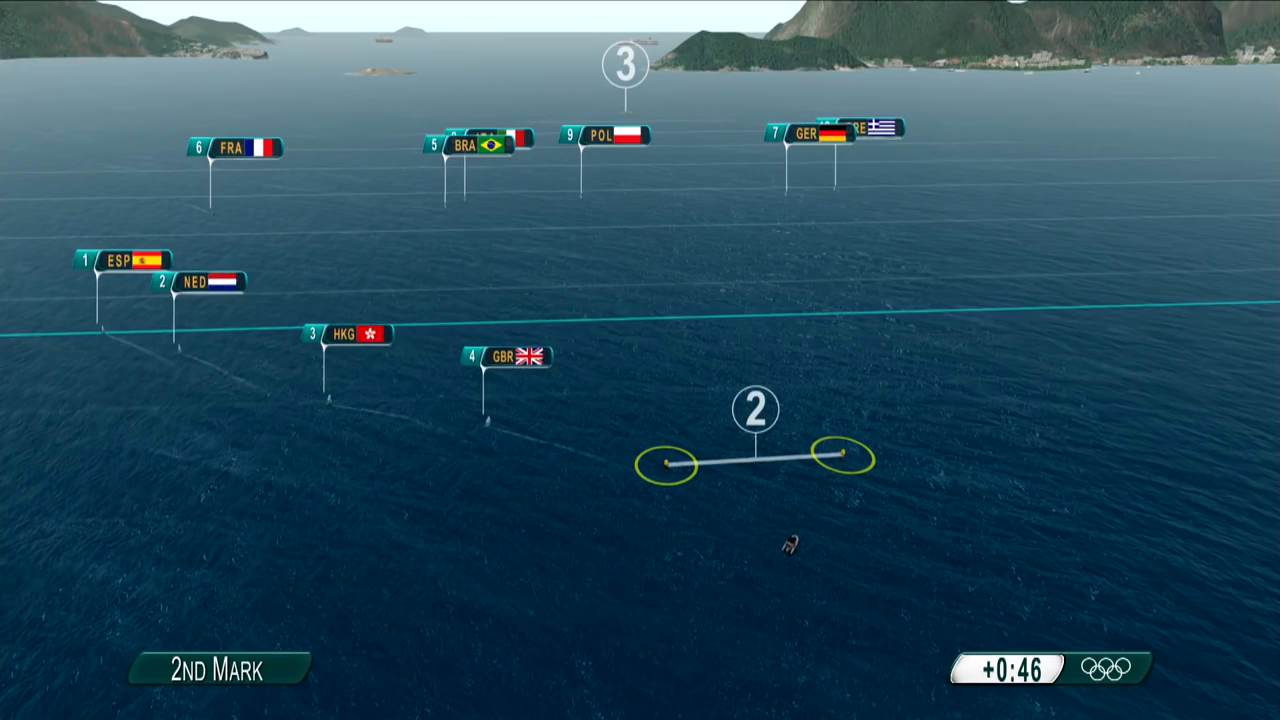 3
6 FRA
5 BRA
9 POL
7 GER
1 ESP
2 NED
3 HKG
4 GBR
2
2ND MARK
+0:46